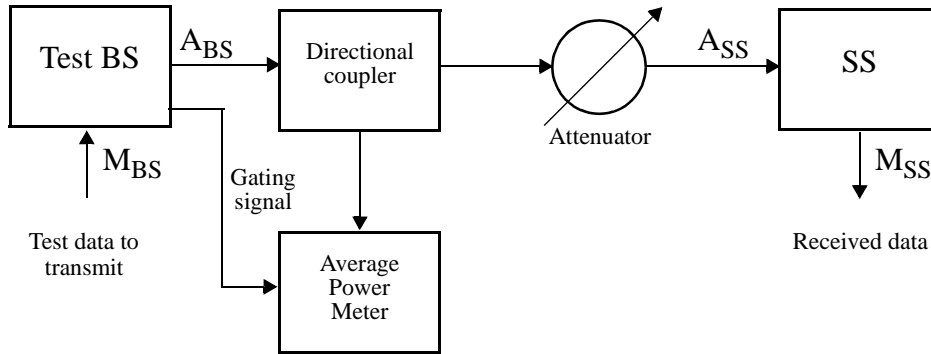 Test BS
A_BS
Directional
coupler
A_SS
SS
Attenuator
M_BS
Gating
signal
M_SS
Test data to
transmit
Received data
Average
Power
Meter